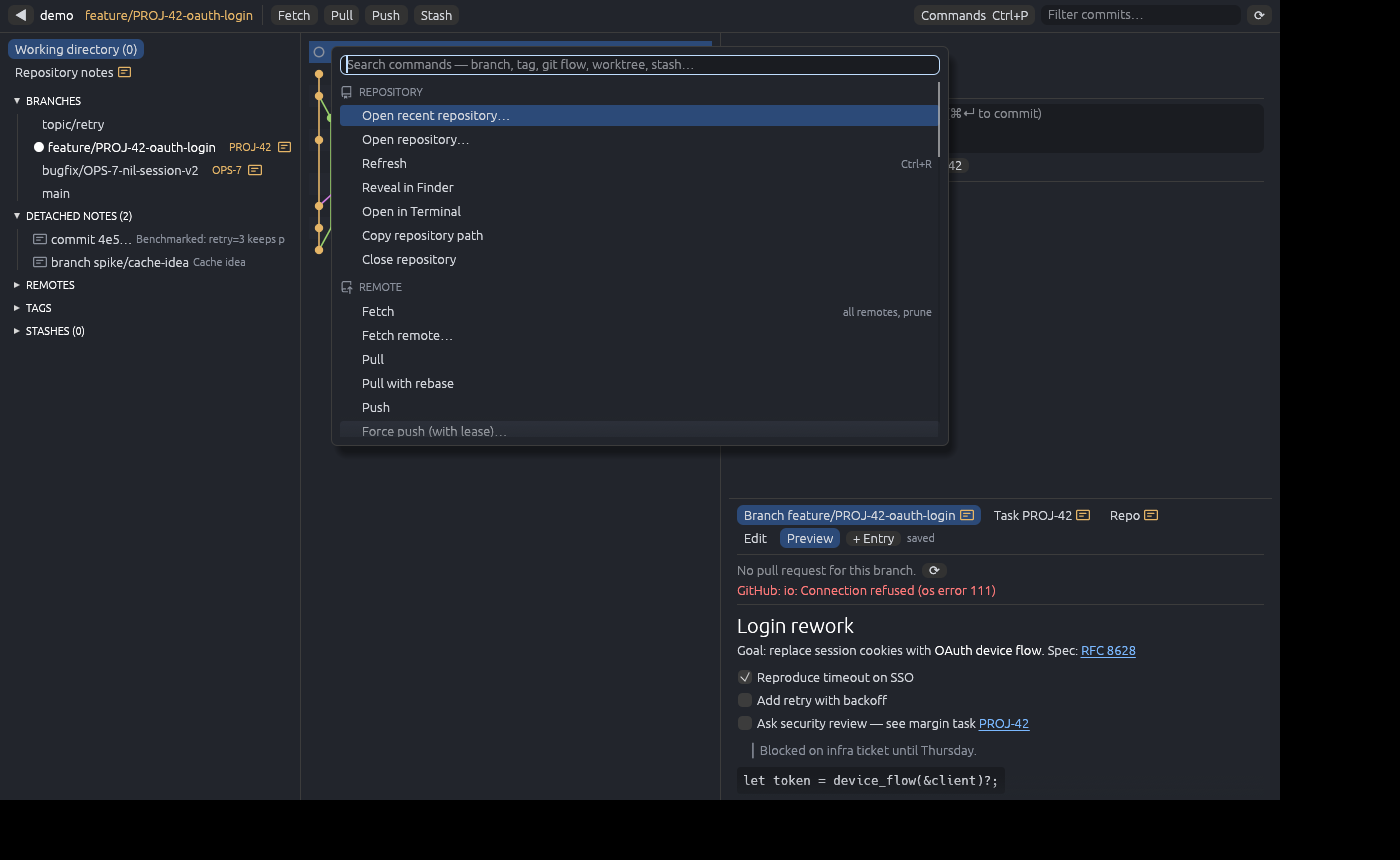 ◀ demo feature/PROJ-42-oauth-login Fetch Pull Push Stash Commands Ctrl+P Filter commits… ⟳
Working directory (0)
Repository notes
▼ BRANCHES
topic/retry
feature/PROJ-42-oauth-login PROJ-42
bugfix/OPS-7-nil-session-v2 OPS-7
main
▼ DETACHED NOTES (2)
commit 4e5… Benchmarked: retry=3 keeps p
branch spike/cache-idea Cache idea
▸ REMOTES
▸ TAGS
▸ STASHES (0)
Search commands — branch, tag, git flow, worktree, stash…
REPOSITORY
Open recent repository…
Open repository…
Refresh Ctrl+R
Reveal in Finder
Open in Terminal
Copy repository path
Close repository
REMOTE
Fetch all remotes, prune
Fetch remote…
Pull
Pull with rebase
Push
Force push (with lease)…
⌘↵ to commit)
42
Branch feature/PROJ-42-oauth-login Task PROJ-42 Repo
Edit Preview + Entry saved
No pull request for this branch. ⟳
GitHub: io: Connection refused (os error 111)
Login rework
Goal: replace session cookies with OAuth device flow. Spec: RFC 8628
Reproduce timeout on SSO
Add retry with backoff
Ask security review — see margin task PROJ-42
Blocked on infra ticket until Thursday.
let token = device_flow(&client)?;